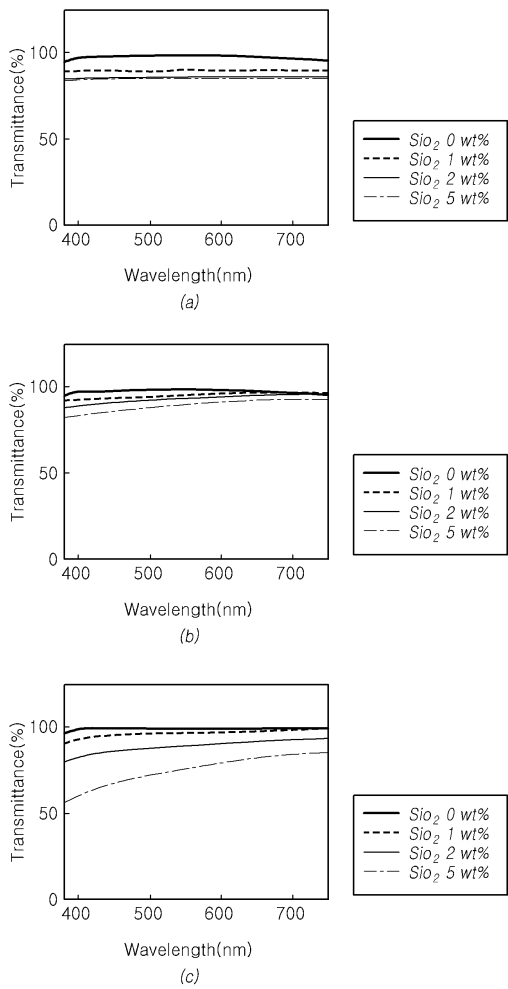 Transmittance(%)
100
50
0
400 500 600 700
Wavelength(nm)
(a)
Sio2 0 wt%
Sio2 1 wt%
Sio2 2 wt%
Sio2 5 wt%
Transmittance(%)
100
50
0
400 500 600 700
Wavelength(nm)
(b)
Sio2 0 wt%
Sio2 1 wt%
Sio2 2 wt%
Sio2 5 wt%
Transmittance(%)
100
50
0
400 500 600 700
Wavelength(nm)
(c)
Sio2 0 wt%
Sio2 1 wt%
Sio2 2 wt%
Sio2 5 wt%